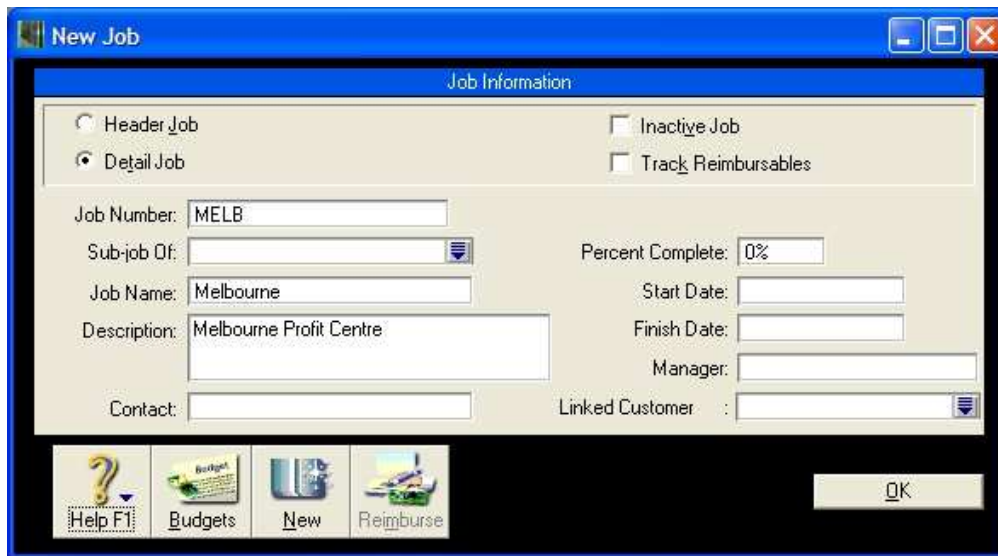 New Job
Job Information
Header Job
Inactive Job
Detail Job
Track Reimbursables
Job Number: MELB
Sub-job Of:
Percent Complete: 0%
Job Name: Melbourne
Start Date:
Description: Melbourne Profit Centre
Finish Date:
Manager:
Contact:
Linked Customer :
Budget
Help F1
Budgets
New
Reimburse
OK